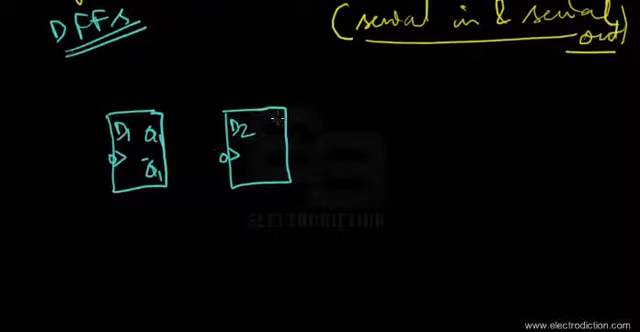 DFFs
(serial in & serial
out)
D1 Q1
Q̅1
D2
ELECTRODICTION
www.electrodiction.com